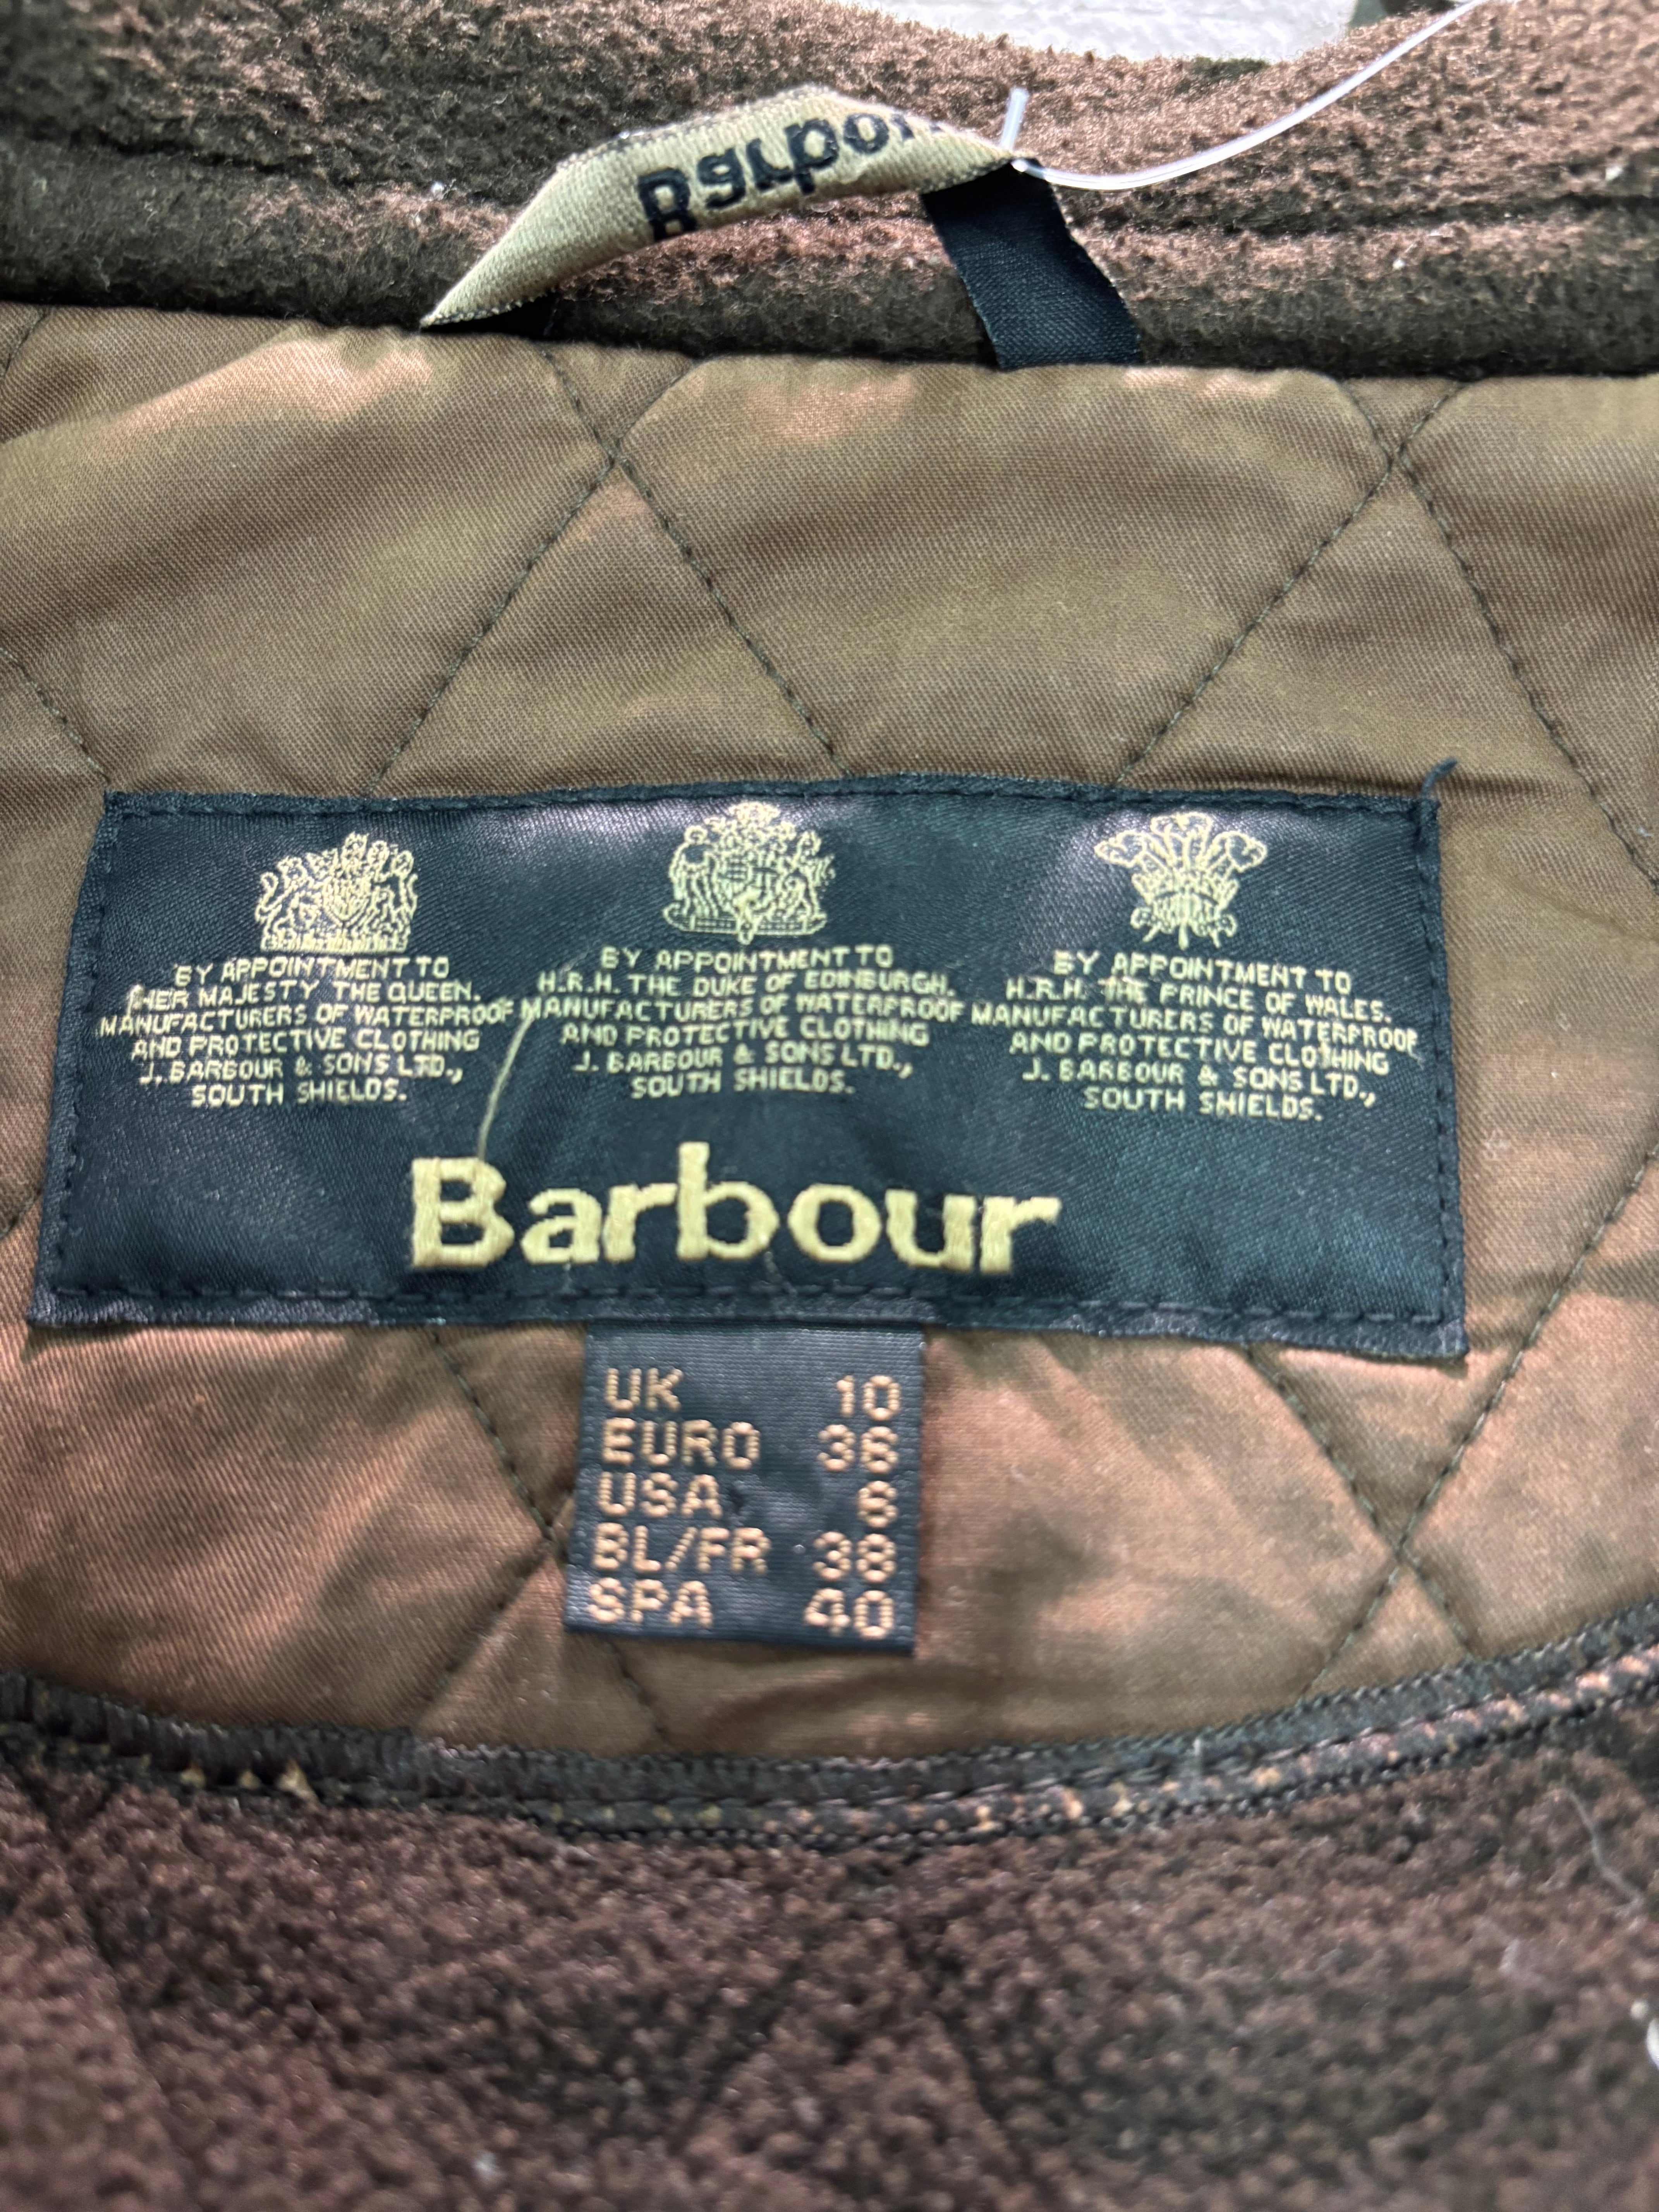 Barbour
BY APPOINTMENT TO
HER MAJESTY THE QUEEN.
MANUFACTURERS OF WATERPROOF
AND PROTECTIVE CLOTHING
J. BARBOUR & SONS LTD.,
SOUTH SHIELDS.
BY APPOINTMENT TO
H.R.H. THE DUKE OF EDINBURGH.
MANUFACTURERS OF WATERPROOF
AND PROTECTIVE CLOTHING
J. BARBOUR & SONS LTD.,
SOUTH SHIELDS.
BY APPOINTMENT TO
H.R.H. THE PRINCE OF WALES.
MANUFACTURERS OF WATERPROOF
AND PROTECTIVE CLOTHING
J. BARBOUR & SONS LTD.,
SOUTH SHIELDS.
Barbour
UK 10
EURO 36
USA 6
BL/FR 38
SPA 40